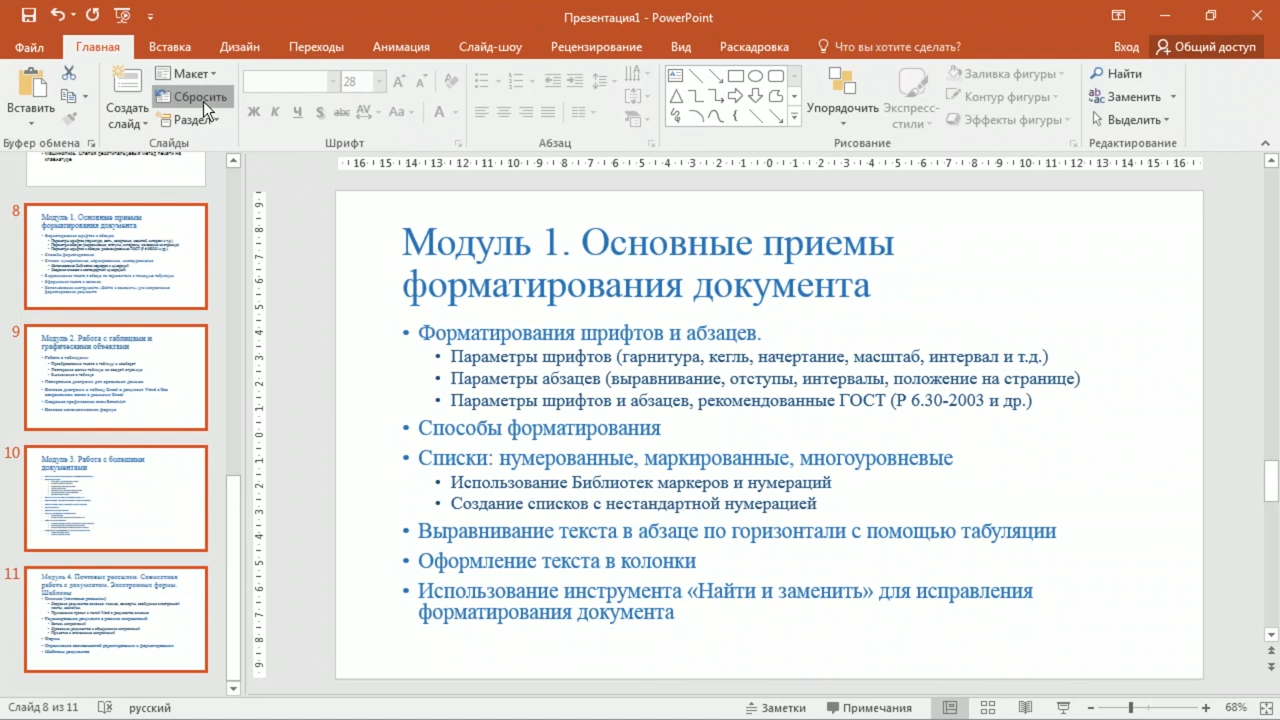 Презентация1 - PowerPoint
Файл Главная Вставка Дизайн Переходы Анимация Слайд-шоу Рецензирование Вид Раскадровка Что вы хотите сделать? Вход Общий доступ
Вставить
Буфер обмена
Создать слайд
Макет
Сбросить
Раздел
Слайды
28
Ж К Ч S abc AV Aa A
Шрифт
Абзац
Упорядочить
Экспресс-стили
Заливка фигуры
Контур фигуры
Эффекты фигуры
Рисование
Найти
Заменить
Выделить
Редактирование
клавиатуре
8
Модуль 1. Основные приемы
форматирования документа
9
Модуль 2. Работа с таблицами и
графическими объектами
10
Модуль 3. Работа с большими
документами
11
Модуль 4. Почтовые рассылки. Совместная
работа с документом. Электронные формы.
Шаблоны
Модуль 1. Основные приемы
форматирования документа
• Форматирования шрифтов и абзацев.
• Параметры шрифтов (гарнитура, кегль, начертание, масштаб, интервал и т.д.)
• Параметры абзацев (выравнивание, отступы, интервалы, положение на странице)
• Параметры шрифтов и абзацев, рекомендуемые ГОСТ (Р 6.30-2003 и др.)
• Способы форматирования
• Списки: нумерованные, маркированные, многоуровневые
• Использование Библиотек маркеров и нумераций
• Создание списков с нестандартной нумерацией
• Выравнивание текста в абзаце по горизонтали с помощью табуляции
• Оформление текста в колонки
• Использование инструмента «Найти и заменить» для исправления
форматирования документа
Слайд 8 из 11 русский Заметки Примечания 68%